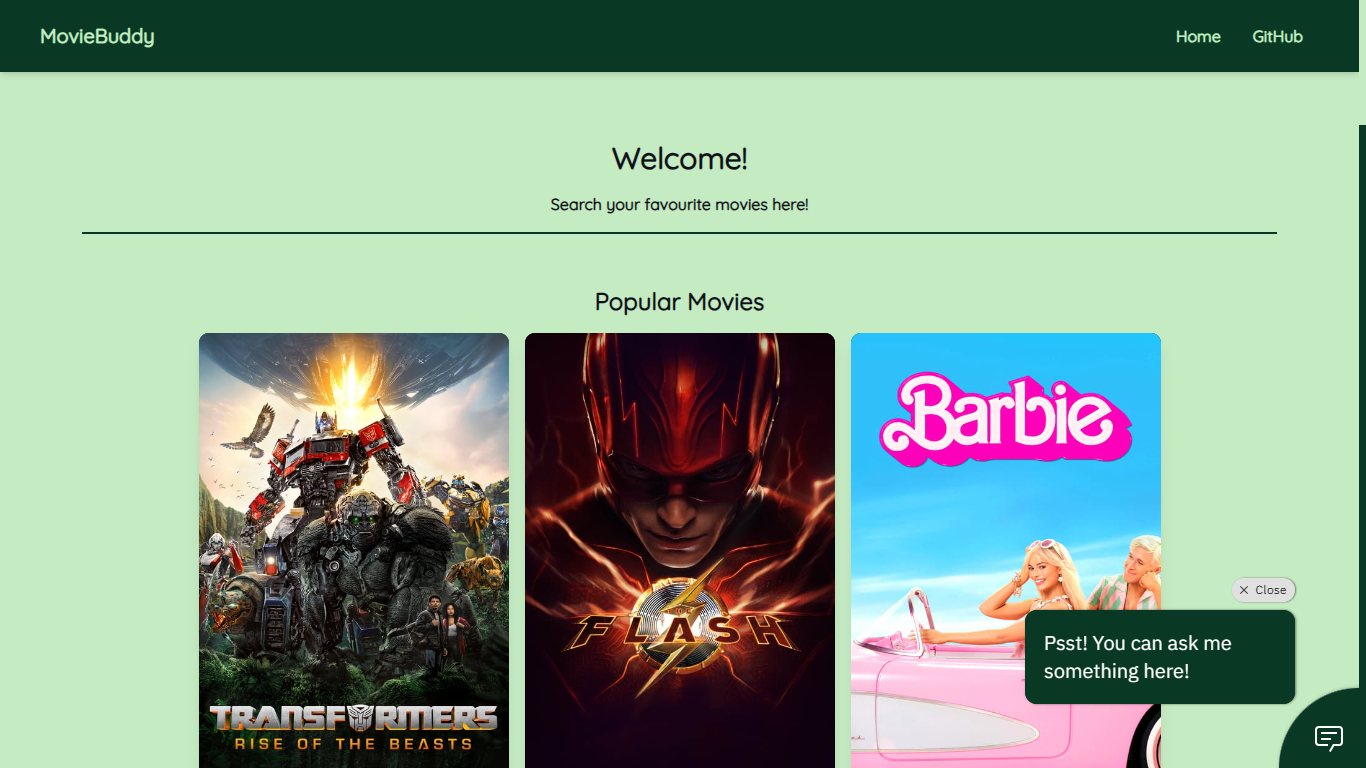 MovieBuddy
Home GitHub
Welcome!
Search your favourite movies here!
Popular Movies
TRANSFORMERS
RISE OF THE BEASTS
THE
FLASH
Barbie
Close
Psst! You can ask me
something here!